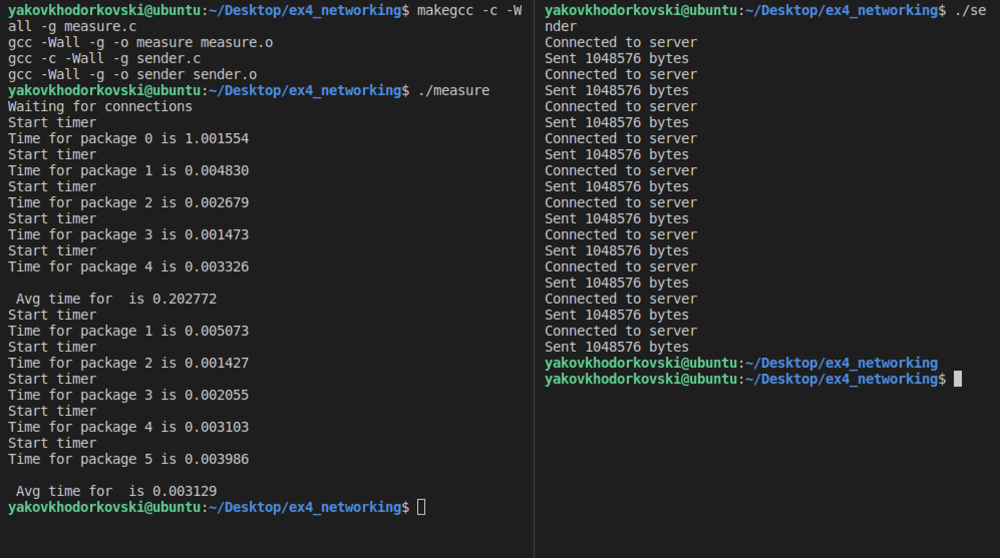 yakovkhodorkovski@ubuntu:~/Desktop/ex4_networking$ makegcc -c -W
all -g measure.c
gcc -Wall -g -o measure measure.o
gcc -c -Wall -g sender.c
gcc -Wall -g -o sender sender.o
yakovkhodorkovski@ubuntu:~/Desktop/ex4_networking$ ./measure
Waiting for connections
Start timer
Time for package 0 is 1.001554
Start timer
Time for package 1 is 0.004830
Start timer
Time for package 2 is 0.002679
Start timer
Time for package 3 is 0.001473
Start timer
Time for package 4 is 0.003326
Avg time for  is 0.202772
Start timer
Time for package 1 is 0.005073
Start timer
Time for package 2 is 0.001427
Start timer
Time for package 3 is 0.002055
Start timer
Time for package 4 is 0.003103
Start timer
Time for package 5 is 0.003986
Avg time for  is 0.003129
yakovkhodorkovski@ubuntu:~/Desktop/ex4_networking$
yakovkhodorkovski@ubuntu:~/Desktop/ex4_networking$ ./se
nder
Connected to server
Sent 1048576 bytes
Connected to server
Sent 1048576 bytes
Connected to server
Sent 1048576 bytes
Connected to server
Sent 1048576 bytes
Connected to server
Sent 1048576 bytes
Connected to server
Sent 1048576 bytes
Connected to server
Sent 1048576 bytes
Connected to server
Sent 1048576 bytes
Connected to server
Sent 1048576 bytes
Connected to server
Sent 1048576 bytes
yakovkhodorkovski@ubuntu:~/Desktop/ex4_networking
yakovkhodorkovski@ubuntu:~/Desktop/ex4_networking$